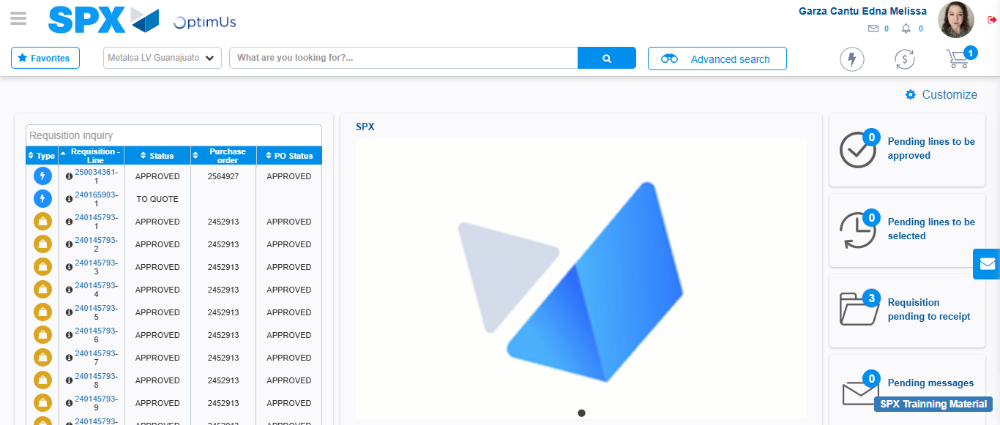 SPX OptimUs
Garza Cantu Edna Melissa
0 0
Favorites
Metalsa LV Guanajuato
What are you looking for?...
Advanced search
$
1
Customize
Requisition inquiry
Type Requisition - Line Status Purchase order PO Status
250034361-1 APPROVED 2564927 APPROVED
240165903-1 TO QUOTE
240145793-1 APPROVED 2452913 APPROVED
240145793-2 APPROVED 2452913 APPROVED
240145793-3 APPROVED 2452913 APPROVED
240145793-4 APPROVED 2452913 APPROVED
240145793-5 APPROVED 2452913 APPROVED
240145793-6 APPROVED 2452913 APPROVED
240145793-7 APPROVED 2452913 APPROVED
240145793-8 APPROVED 2452913 APPROVED
240145793-9 APPROVED 2452913 APPROVED
240145793-
SPX
0
Pending lines to be
approved
0
Pending lines to be
selected
3
Requisition
pending to receipt
0
Pending messages
SPX Trainning Material